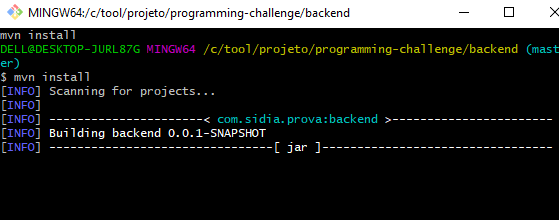 MINGW64:/c/tool/projeto/programming-challenge/backend
mvn install
DELL@DESKTOP-JURL87G MINGW64 /c/tool/projeto/programming-challenge/backend (mast
er)
$ mvn install
[INFO] Scanning for projects...
[INFO]
[INFO] ----------------------< com.sidia.prova:backend >-----------------------
[INFO] Building backend 0.0.1-SNAPSHOT
[INFO] --------------------------------[ jar ]---------------------------------